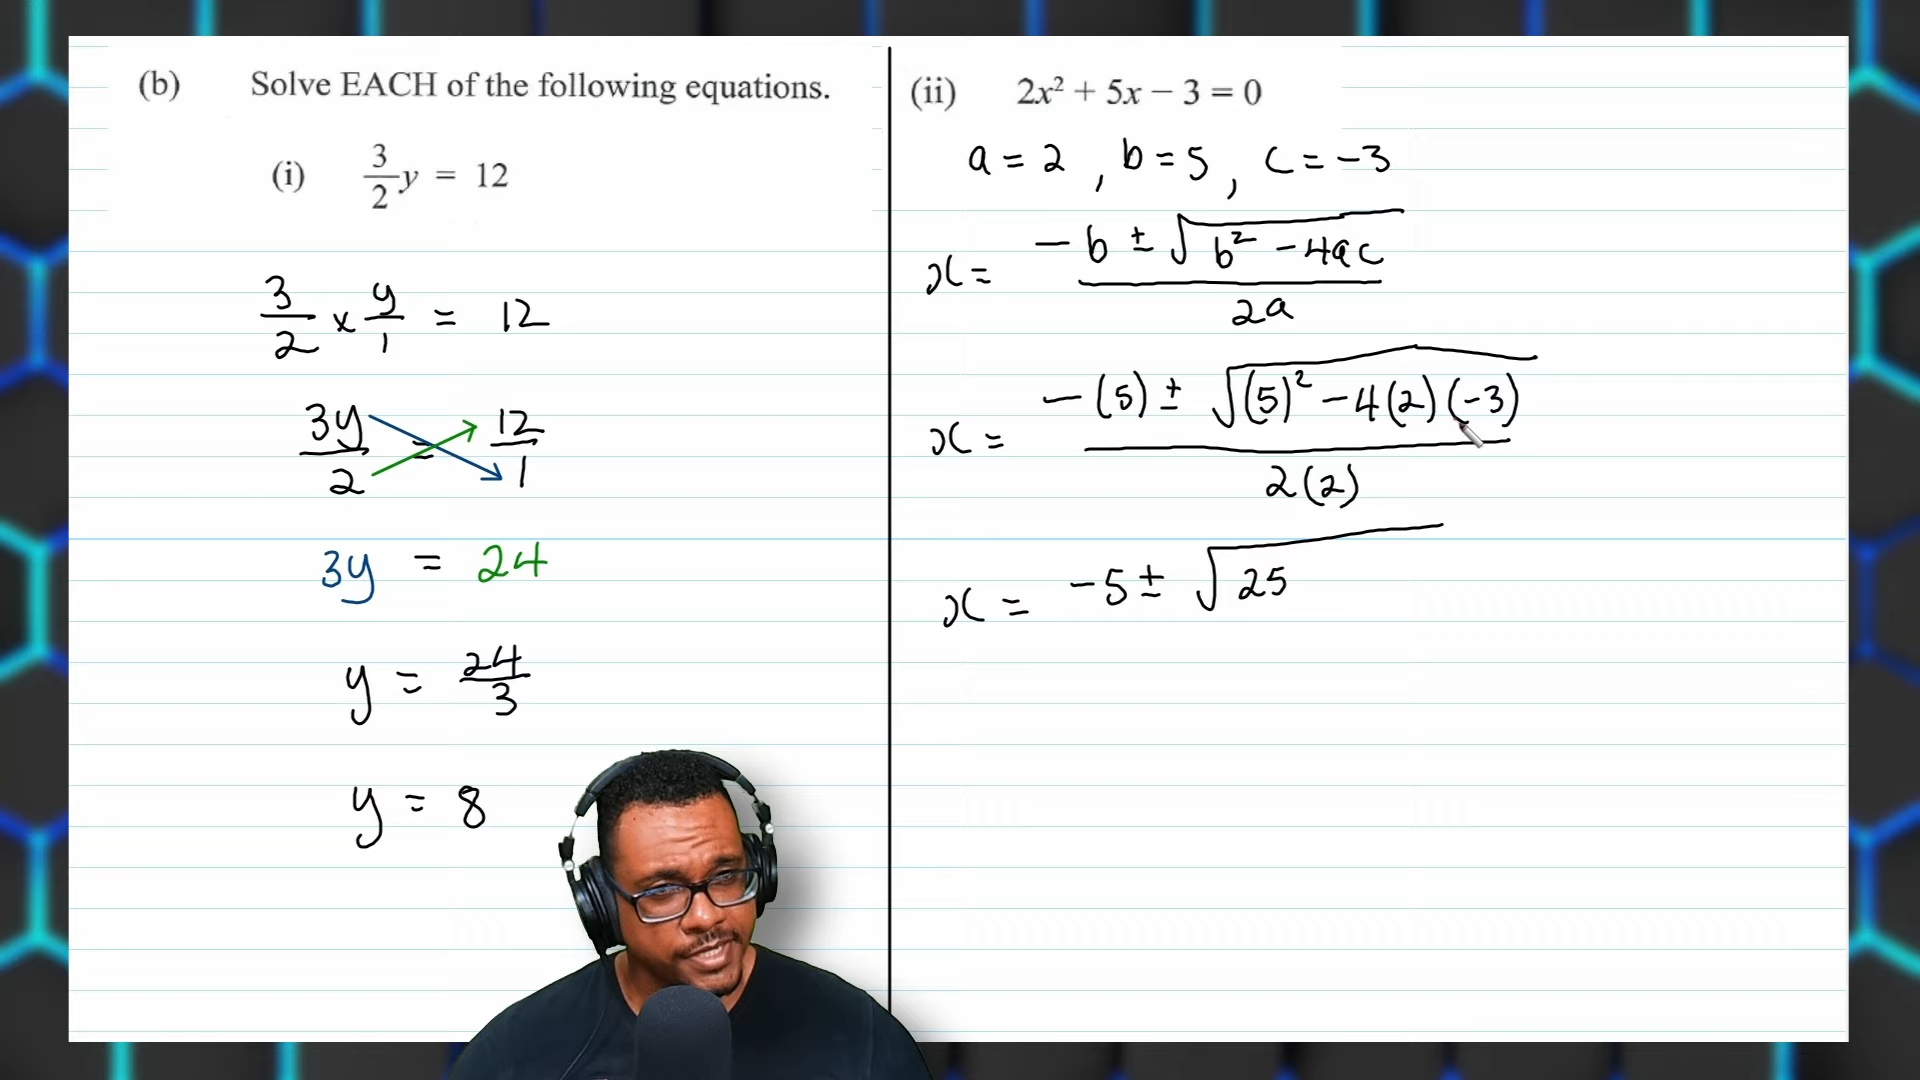 (b) Solve EACH of the following equations.
(i) 3/2 y = 12
3/2 × y/1 = 12
3y/2 = 12/1
3y = 24
y = 24/3
y = 8
(ii) 2x² + 5x − 3 = 0
a = 2 , b = 5 , c = −3
x = (−b ± √(b² − 4ac)) / 2a
x = (−(5) ± √((5)² − 4(2)(−3))) / 2(2)
x = −5 ± √25